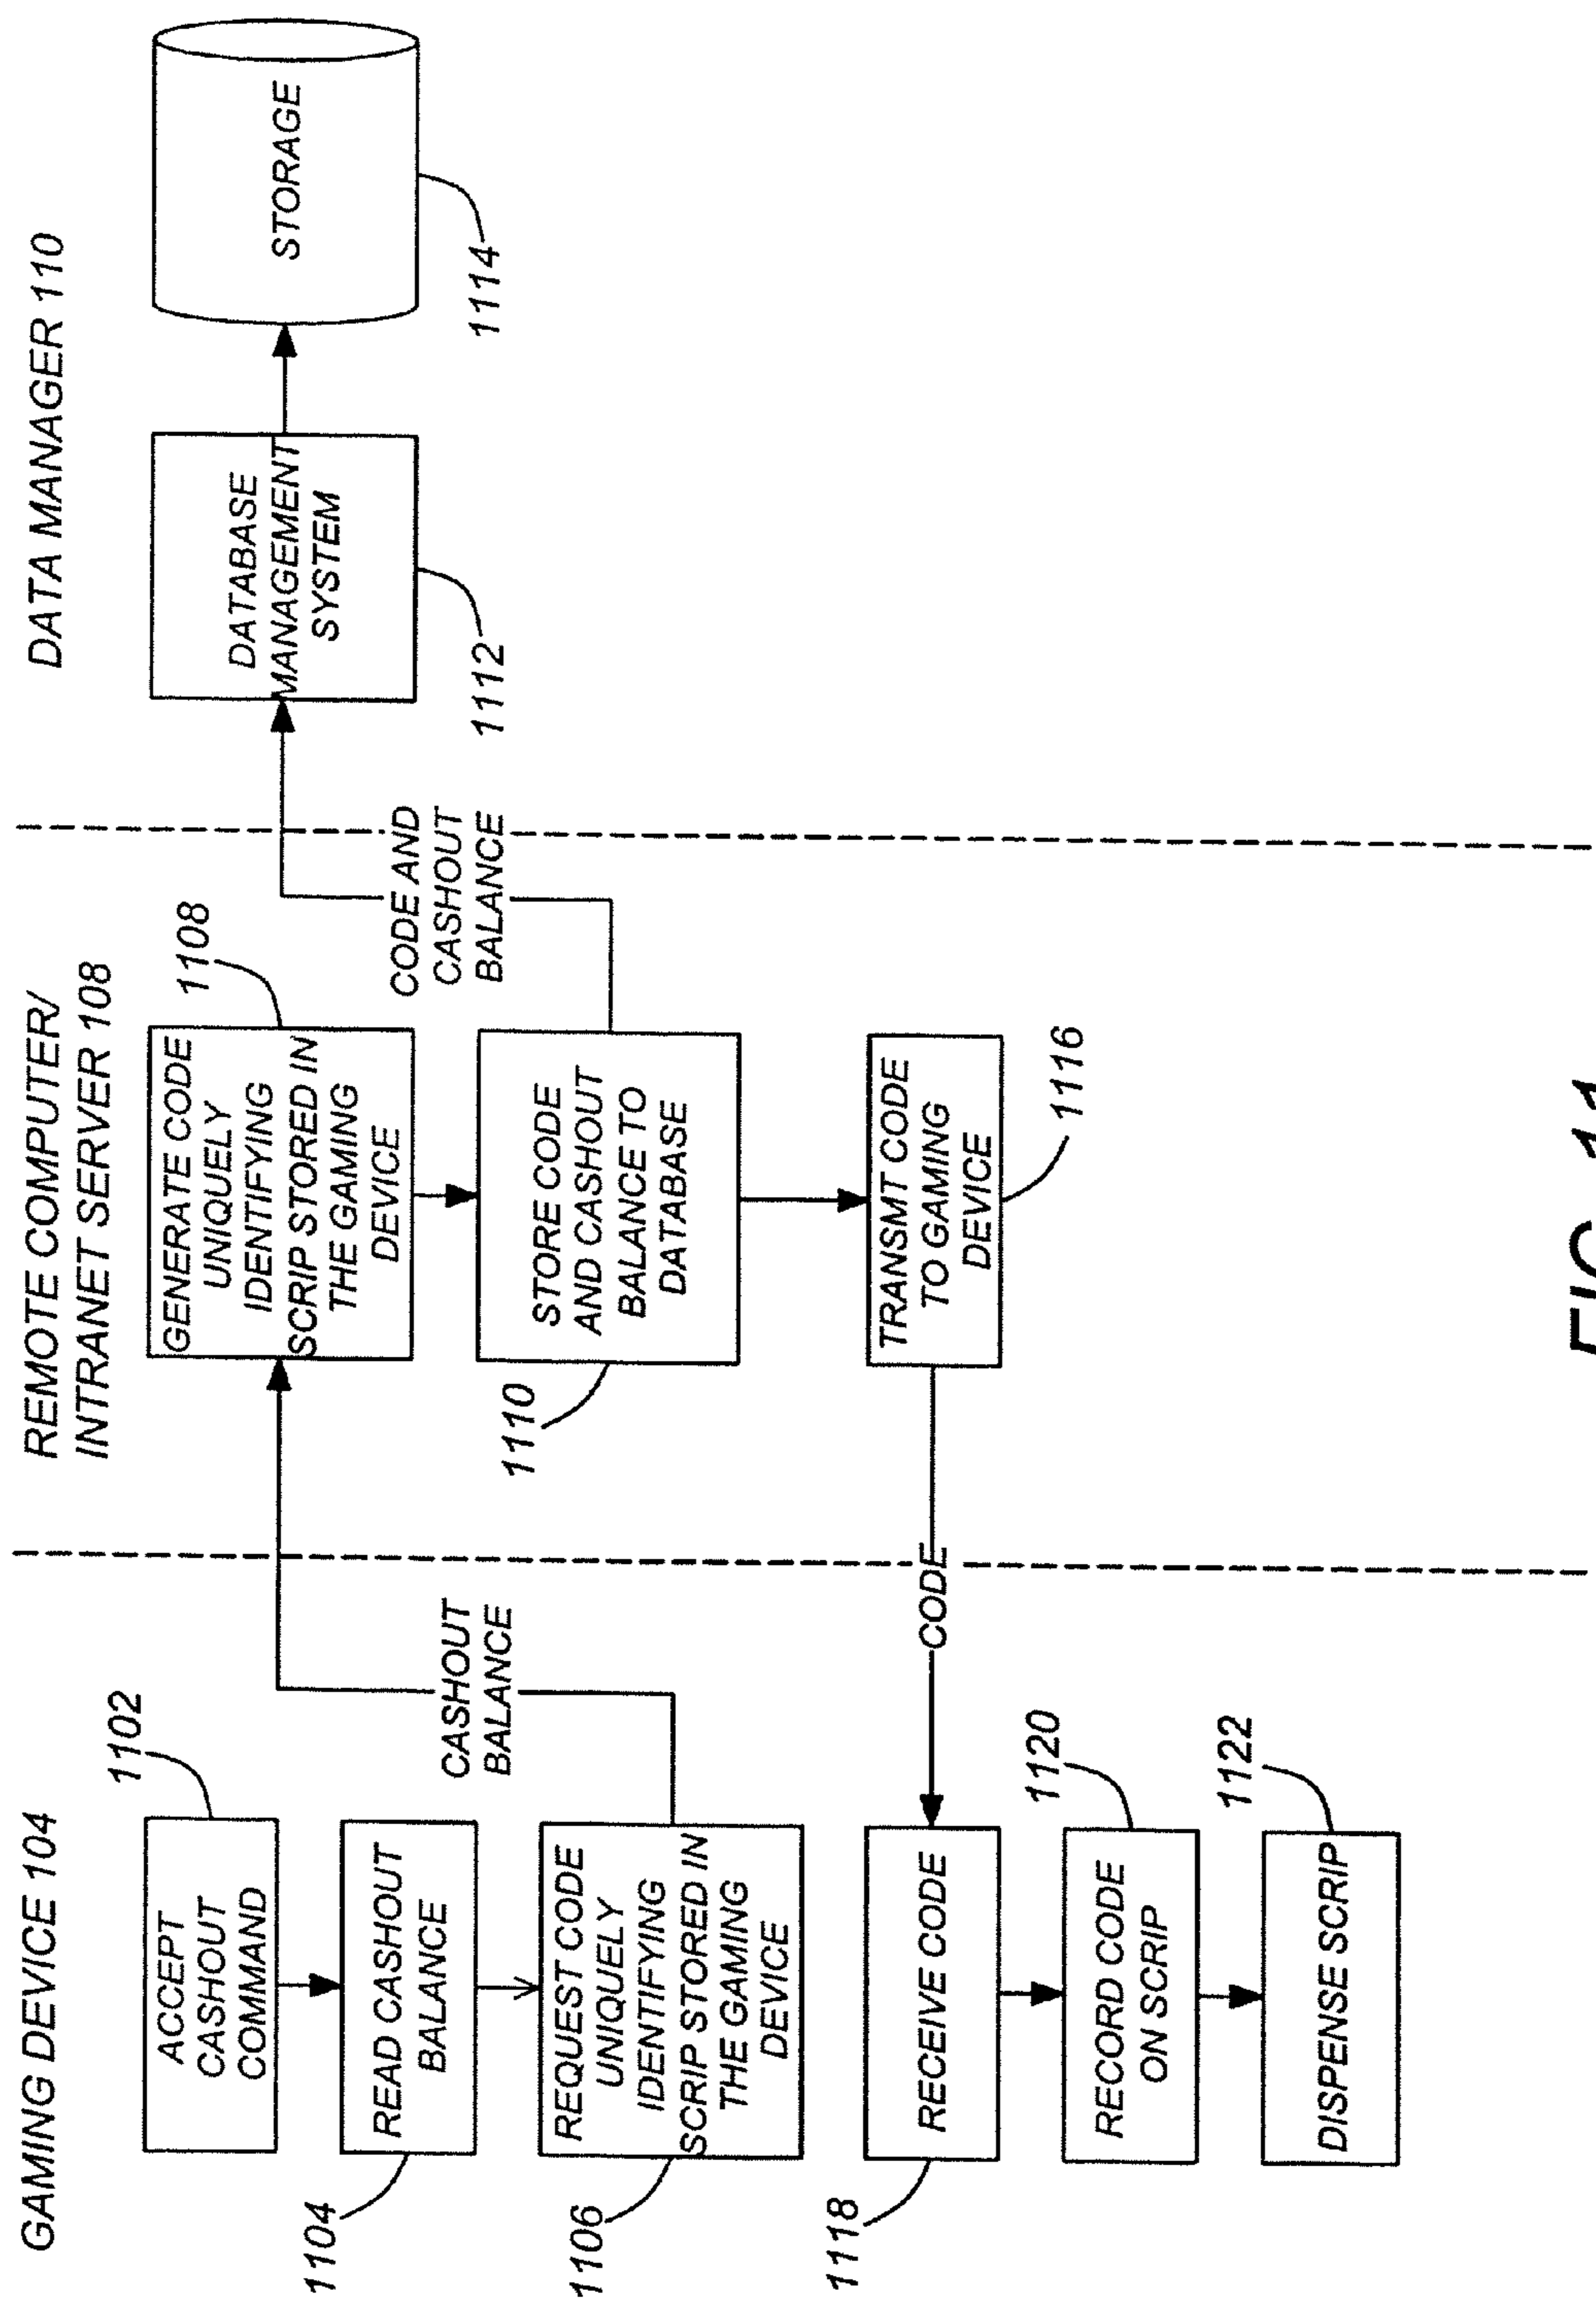 GAMING DEVICE 104
1102
ACCEPT
CASHOUT
COMMAND
READ CASHOUT
BALANCE
1104
REQUEST CODE
UNIQUELY
IDENTIFYING
SCRIP STORED IN
THE GAMING
DEVICE
1106
CASHOUT
BALANCE
RECEIVE CODE
1118
RECORD CODE
ON SCRIP
1120
DISPENSE SCRIP
1122
REMOTE COMPUTER/
INTRANET SERVER 108
1108
GENERATE CODE
UNIQUELY
IDENTIFYING
SCRIP STORED IN
THE GAMING
DEVICE
STORE CODE
AND CASHOUT
BALANCE TO
DATABASE
1110
CODE AND
CASHOUT
BALANCE
TRANSMT CODE
TO GAMING
DEVICE
1116
CODE
DATA MANAGER 110
DATABASE
MANAGEMENT
SYSTEM
1112
STORAGE
1114
FIG. 11